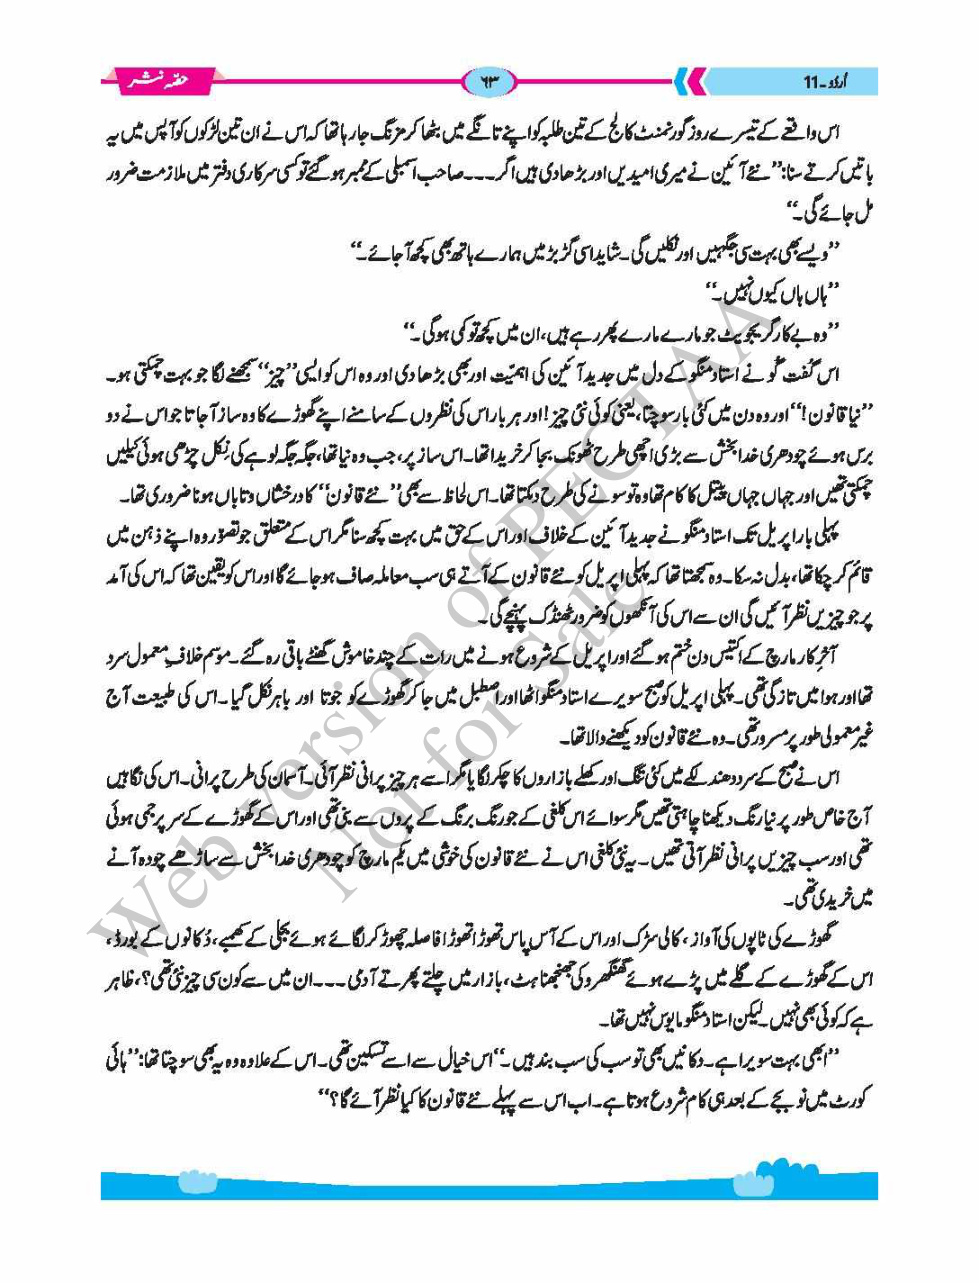 اُردُو ۔ 11
۶۳
حصّہ نثر
اس واقعے کے تیسرے روز گورنمنٹ کالج کے تین طلبہ کو اپنے تانگے میں بٹھا کر مزنگ جا رہا تھا کہ اس نے ان تین لڑکوں کو آپس میں یہ
باتیں کرتے سنا: ’’نئے آئین نے میری امیدیں اور بڑھا دی ہیں اگر ۔۔۔ صاحب اسمبلی کے ممبر ہو گئے تو کسی سرکاری دفتر میں ملازمت ضرور
مل جائے گی۔‘‘
’’ویسے بھی بہت سی جگہیں اور نکلیں گی۔ شاید اسی گڑبڑ میں ہمارے ہاتھ بھی کچھ آ جائے۔‘‘
’’ہاں ہاں کیوں نہیں۔‘‘
’’وہ بے کار گریجویٹ جو مارے مارے پھر رہے ہیں، ان میں کچھ تو کمی ہو گی۔‘‘
اس گُفت گُو نے استاد منگو کے دل میں جدید آئین کی اہمیّت اور بھی بڑھا دی اور وہ اس کو ایسی ’’چیز‘‘ سمجھنے لگا جو بہت چمکتی ہو۔
’’نیا قانون!‘‘ اور وہ دن میں کئی بار سوچتا، یعنی کوئی نئی چیز! اور ہر بار اس کی نظروں کے سامنے اپنے گھوڑے کا وہ ساز آ جاتا جو اس نے دو
برس ہوئے چودھری خدا بخش سے بڑی اچھی طرح ٹھونک بجا کر خریدا تھا۔ اس ساز پر، جب وہ نیا تھا، جگہ جگہ لوہے کی نِکل چڑھی ہوئی کیلیں
چمکتی تھیں اور جہاں جہاں پیتل کا کام تھا وہ تو سونے کی طرح دمکتا تھا۔ اس لحاظ سے بھی ’’نئے قانون‘‘ کا درخشاں و تاباں ہونا ضروری تھا۔
پہلی بار اپریل تک استاد منگو نے جدید آئین کے خلاف اور اس کے حق میں بہت کچھ سنا مگر اس کے متعلق جو تصوّر وہ اپنے ذہن میں
قائم کر چکا تھا، بدل نہ سکا۔ وہ سمجھتا تھا کہ پہلی اپریل کو نئے قانون کے آتے ہی سب معاملہ صاف ہو جائے گا اور اس کو یقین تھا کہ اس کی آمد
پر جو چیزیں نظر آئیں گی ان سے اس کی آنکھوں کو ضرور ٹھنڈک پہنچے گی۔
آخرِ کار مارچ کے اکتیس دن ختم ہو گئے اور اپریل کے شروع ہونے میں رات کے چند خاموش گھنٹے باقی رہ گئے۔ موسم خلافِ معمول سرد
تھا اور ہوا میں تازگی تھی۔ پہلی اپریل کو صبح سویرے استاد منگو اٹھا اور اصطبل میں جا کر گھوڑے کو جوتا اور باہر نکل گیا۔ اس کی طبیعت آج
غیر معمولی طور پر مسرور تھی۔ وہ نئے قانون کو دیکھنے والا تھا۔
اس نے صبح کے سرد دھندلکے میں کئی تنگ اور کھلے بازاروں کا چکر لگایا مگر اسے ہر چیز پرانی نظر آئی۔ آسمان کی طرح پرانی۔ اس کی نگاہیں
آج خاص طور پر نیا رنگ دیکھنا چاہتی تھیں مگر سوائے اس کلغی کے جو رنگ برنگ کے پروں سے بنی تھی اور اس کے گھوڑے کے سر پر جمی ہوئی
تھی اور سب چیزیں پرانی نظر آتی تھیں۔ یہ نئی کلغی اس نے نئے قانون کی خوشی میں یکم مارچ کو چودھری خدا بخش سے ساڑھے چودہ آنے
میں خریدی تھی۔
گھوڑے کی ٹاپوں کی آواز، کالی سڑک اور اس کے آس پاس تھوڑا تھوڑا فاصلہ چھوڑ کر لگائے ہوئے بجلی کے کھمبے، دُکانوں کے بورڈ،
اس کے گھوڑے کے گلے میں پڑے ہوئے گھنگھرو کی جھنجھناہٹ، بازار میں چلتے پھرتے آدمی ۔۔۔ ان میں سے کون سی چیز نئی تھی؟، ظاہر
ہے کہ کوئی بھی نہیں۔ لیکن استاد منگو مایوس نہیں تھا۔
’’ابھی بہت سویرا ہے۔ دکانیں بھی تو سب کی سب بند ہیں۔‘‘ اس خیال سے اسے تسکین تھی۔ اس کے علاوہ وہ یہ بھی سوچتا تھا: ’’ہائی
کورٹ میں نو بجے کے بعد ہی کام شروع ہوتا ہے۔ اب اس سے پہلے نئے قانون کا کیا نظر آئے گا؟‘‘
Web version of PECTAA
Not for Sale